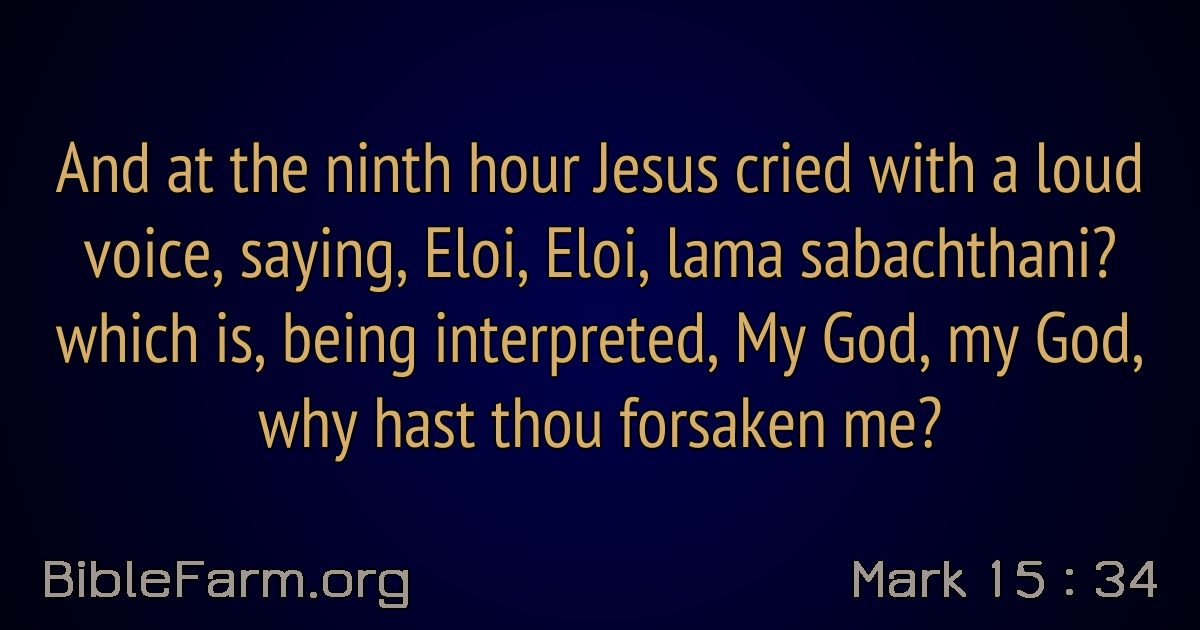 And at the ninth hour Jesus cried with a loud
voice, saying, Eloi, Eloi, lama sabachthani?
which is, being interpreted, My God, my God,
why hast thou forsaken me?
BibleFarm.org
Mark 15 : 34